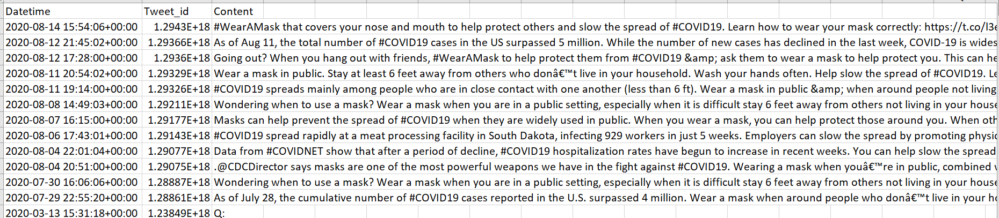 Datetime Tweet_id Content
2020-08-14 15:54:06+00:00 1.2943E+18 #WearAMask that covers your nose and mouth to help protect others and slow the spread of #COVID19. Learn how to wear your mask correctly: https://t.co/l3
2020-08-12 21:45:02+00:00 1.29366E+18 As of Aug 11, the total number of #COVID19 cases in the US surpassed 5 million. While the number of new cases has declined in the last week, COVID-19 is wides
2020-08-12 17:28:00+00:00 1.2936E+18 Going out? When you hang out with friends, #WearAMask to help protect them from #COVID19 &amp; ask them to wear a mask to help protect you. This can he
2020-08-11 20:54:02+00:00 1.29329E+18 Wear a mask in public. Stay at least 6 feet away from others who donâ€™t live in your household. Wash your hands often. Help slow the spread of #COVID19. Le
2020-08-11 19:14:00+00:00 1.29326E+18 #COVID19 spreads mainly among people who are in close contact with one another (less than 6 ft). Wear a mask in public &amp; when around people not living
2020-08-08 14:49:03+00:00 1.29211E+18 Wondering when to use a mask? Wear a mask when you are in a public setting, especially when it is difficult stay 6 feet away from others not living in your house
2020-08-07 16:15:00+00:00 1.29177E+18 Masks can help prevent the spread of #COVID19 when they are widely used in public. When you wear a mask, you can help protect those around you. When oth
2020-08-06 17:43:01+00:00 1.29143E+18 #COVID19 spread rapidly at a meat processing facility in South Dakota, infecting 929 workers in just 5 weeks. Employers can slow the spread by promoting physic
2020-08-04 22:01:04+00:00 1.29077E+18 Data from #COVIDNET show that after a period of decline, #COVID19 hospitalization rates have begun to increase in recent weeks. You can help slow the spread
2020-08-04 20:51:00+00:00 1.29075E+18 .@CDCDirector says masks are one of the most powerful weapons we have in the fight against #COVID19. Wearing a mask when youâ€™re in public, combined
2020-07-30 16:06:06+00:00 1.28887E+18 Wondering when to use a mask? Wear a mask when you are in a public setting, especially when it is difficult stay 6 feet away from others not living in your house
2020-07-29 22:55:20+00:00 1.28861E+18 As of July 28, the cumulative number of #COVID19 cases reported in the U.S. surpassed 4 million. Wear a mask when around people who donâ€™t live in your ho
2020-03-13 15:31:18+00:00 1.23849E+18 Q: